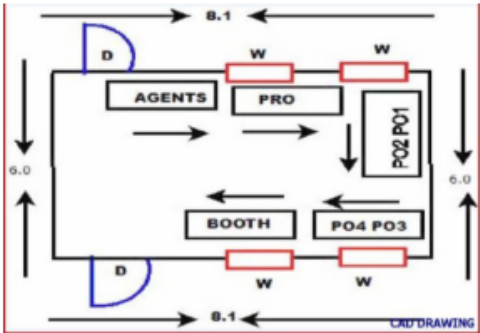 8.1
D
W
W
AGENTS
PRO
PO2 PO1
6.0
6.0
BOOTH
PO4 PO3
D
W
W
8.1
CAD DRAWING